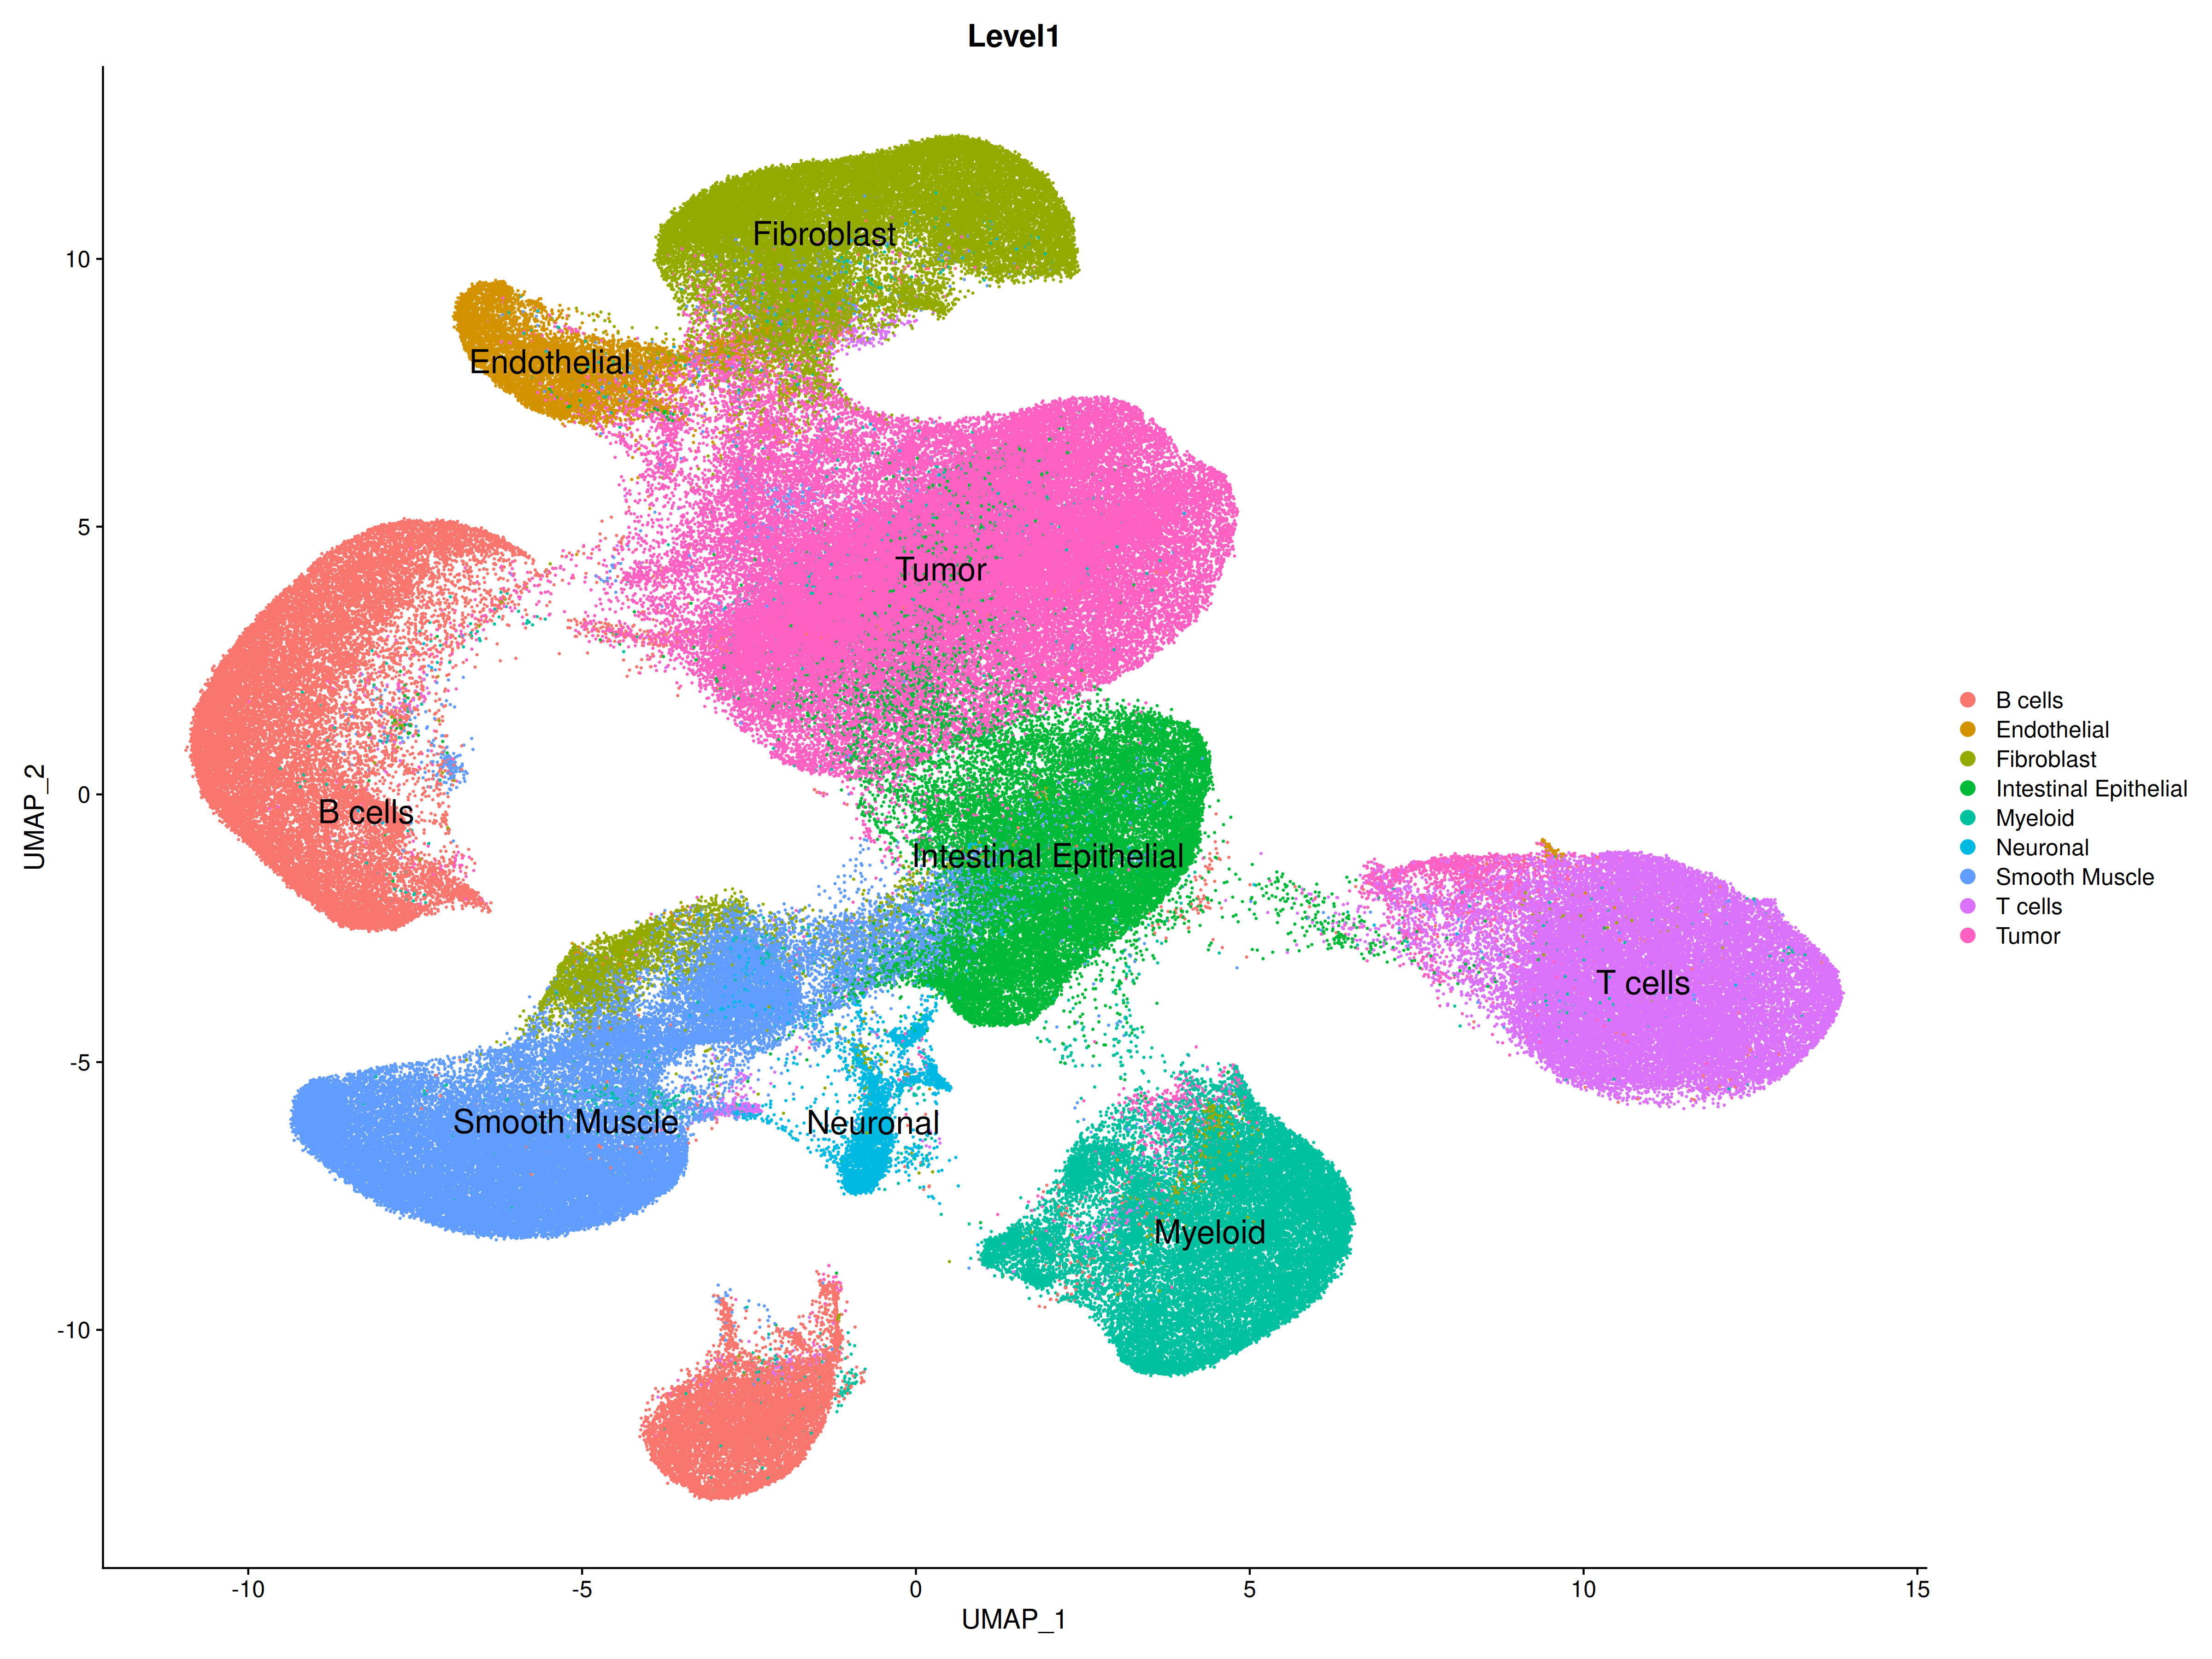 Level1
Fibroblast
Endothelial
Tumor
B cells
Intestinal Epithelial
T cells
Smooth Muscle
Neuronal
Myeloid
10
5
0
-5
-10
UMAP_2
-10
-5
0
5
10
15
UMAP_1
B cells
Endothelial
Fibroblast
Intestinal Epithelial
Myeloid
Neuronal
Smooth Muscle
T cells
Tumor